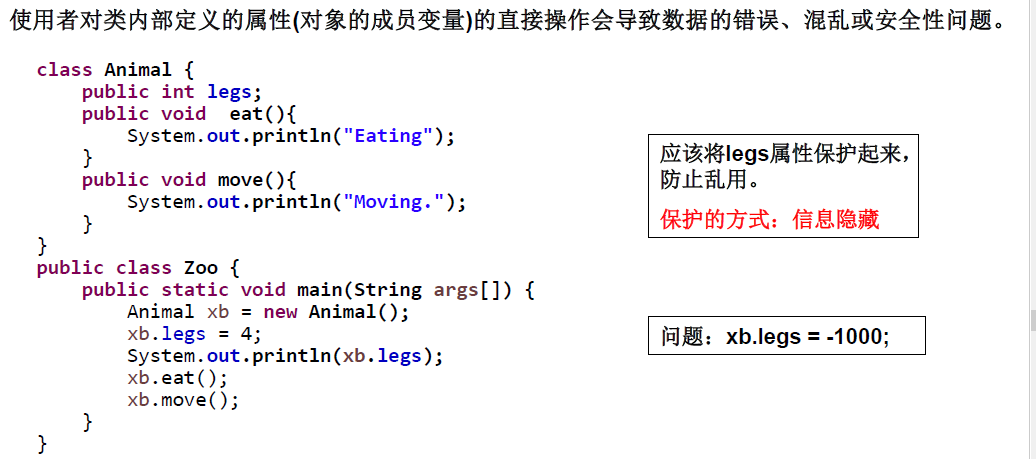 使用者对类内部定义的属性(对象的成员变量)的直接操作会导致数据的错误、混乱或安全性问题。
class Animal {
    public int legs;
    public void  eat(){
        System.out.println("Eating");
    }
    public void move(){
        System.out.println("Moving.");
    }
}
public class Zoo {
    public static void main(String args[]) {
        Animal xb = new Animal();
        xb.legs = 4;
        System.out.println(xb.legs);
        xb.eat();
        xb.move();
    }
}
应该将legs属性保护起来，
防止乱用。
保护的方式：信息隐藏
问题：xb.legs = -1000;